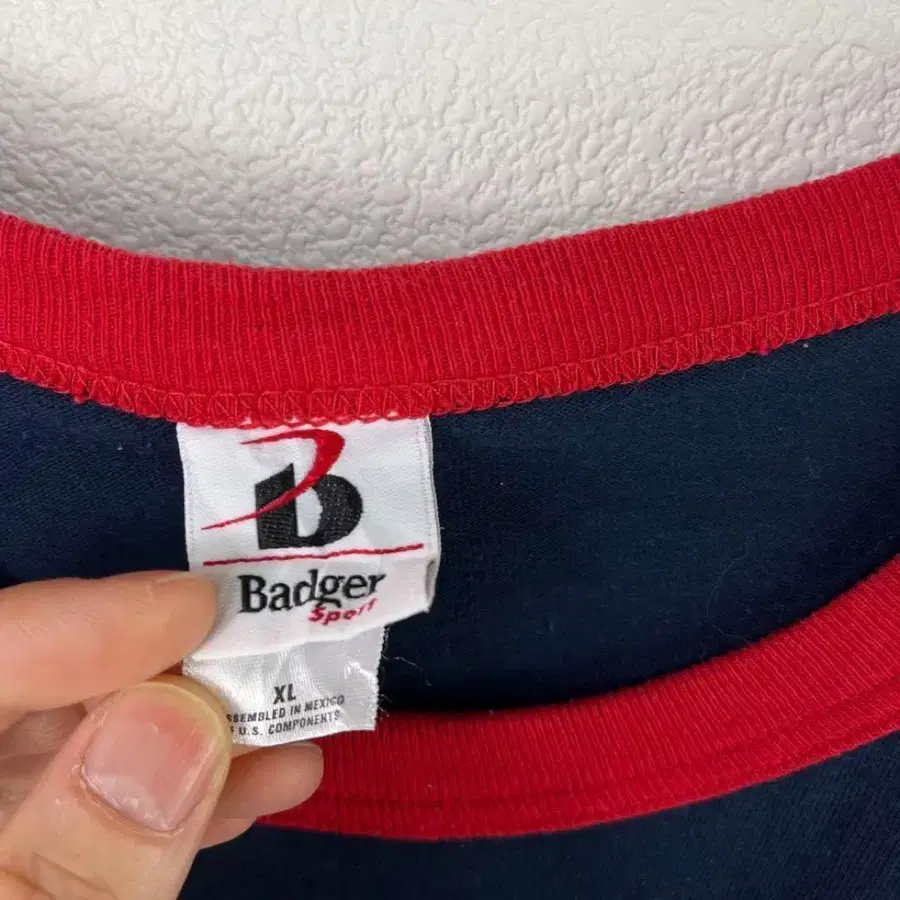 B
Badger
Sport
XL
ASSEMBLED IN MEXICO
U.S. COMPONENTS